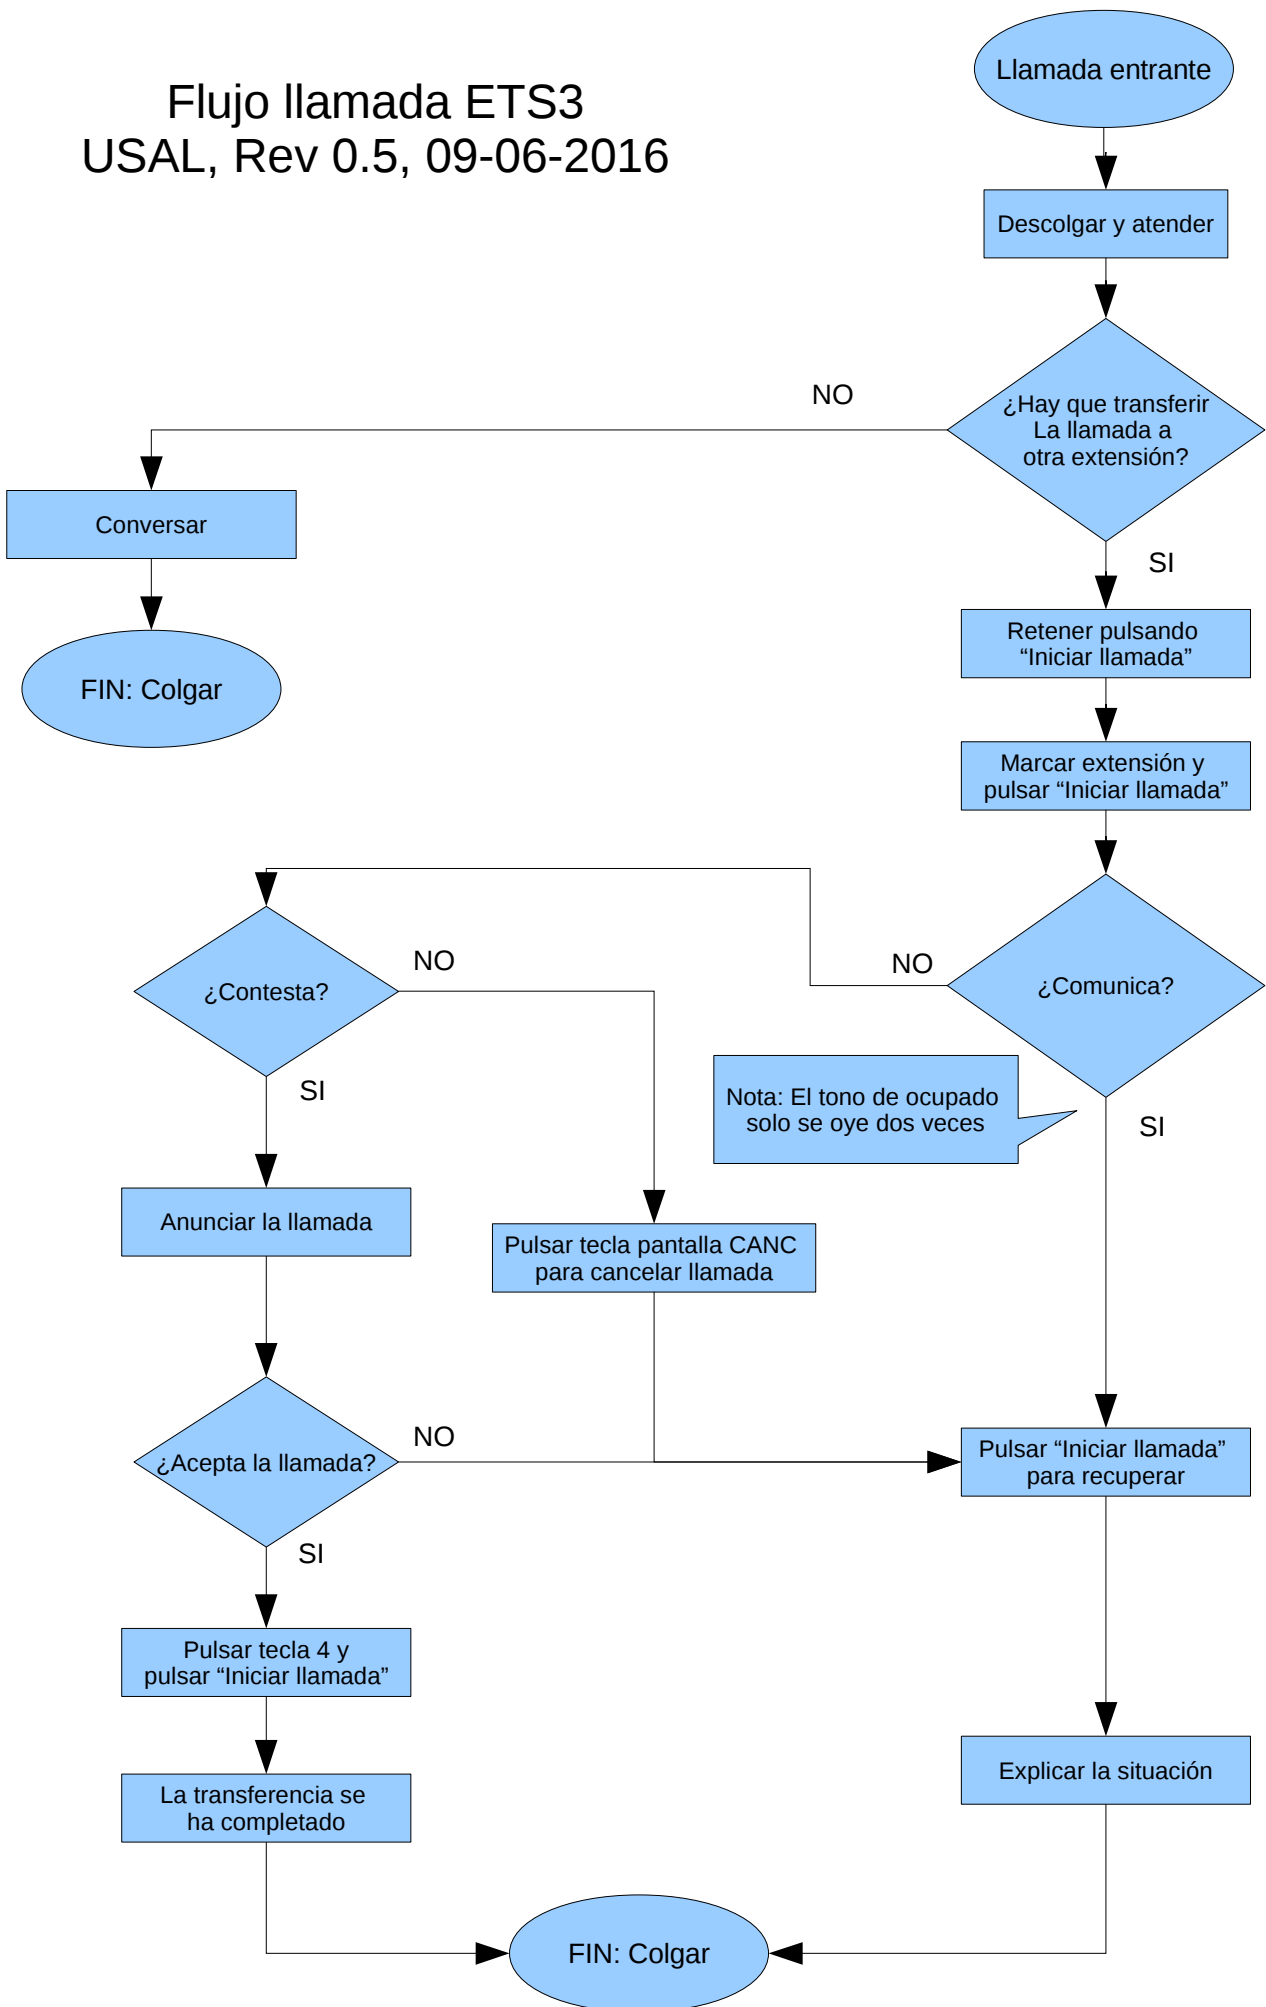 Flujo llamada ETS3
USAL, Rev 0.5, 09-06-2016
Llamada entrante
Descolgar y atender
¿Hay que transferir
La llamada a
otra extensión?
NO
Conversar
FIN: Colgar
SI
Retener pulsando
“Iniciar llamada”
Marcar extensión y
pulsar “Iniciar llamada”
¿Comunica?
NO
Nota: El tono de ocupado
solo se oye dos veces
SI
¿Contesta?
NO
SI
Anunciar la llamada
Pulsar tecla pantalla CANC
para cancelar llamada
¿Acepta la llamada?
NO
Pulsar “Iniciar llamada”
para recuperar
SI
Pulsar tecla 4 y
pulsar “Iniciar llamada”
La transferencia se
ha completado
Explicar la situación
FIN: Colgar